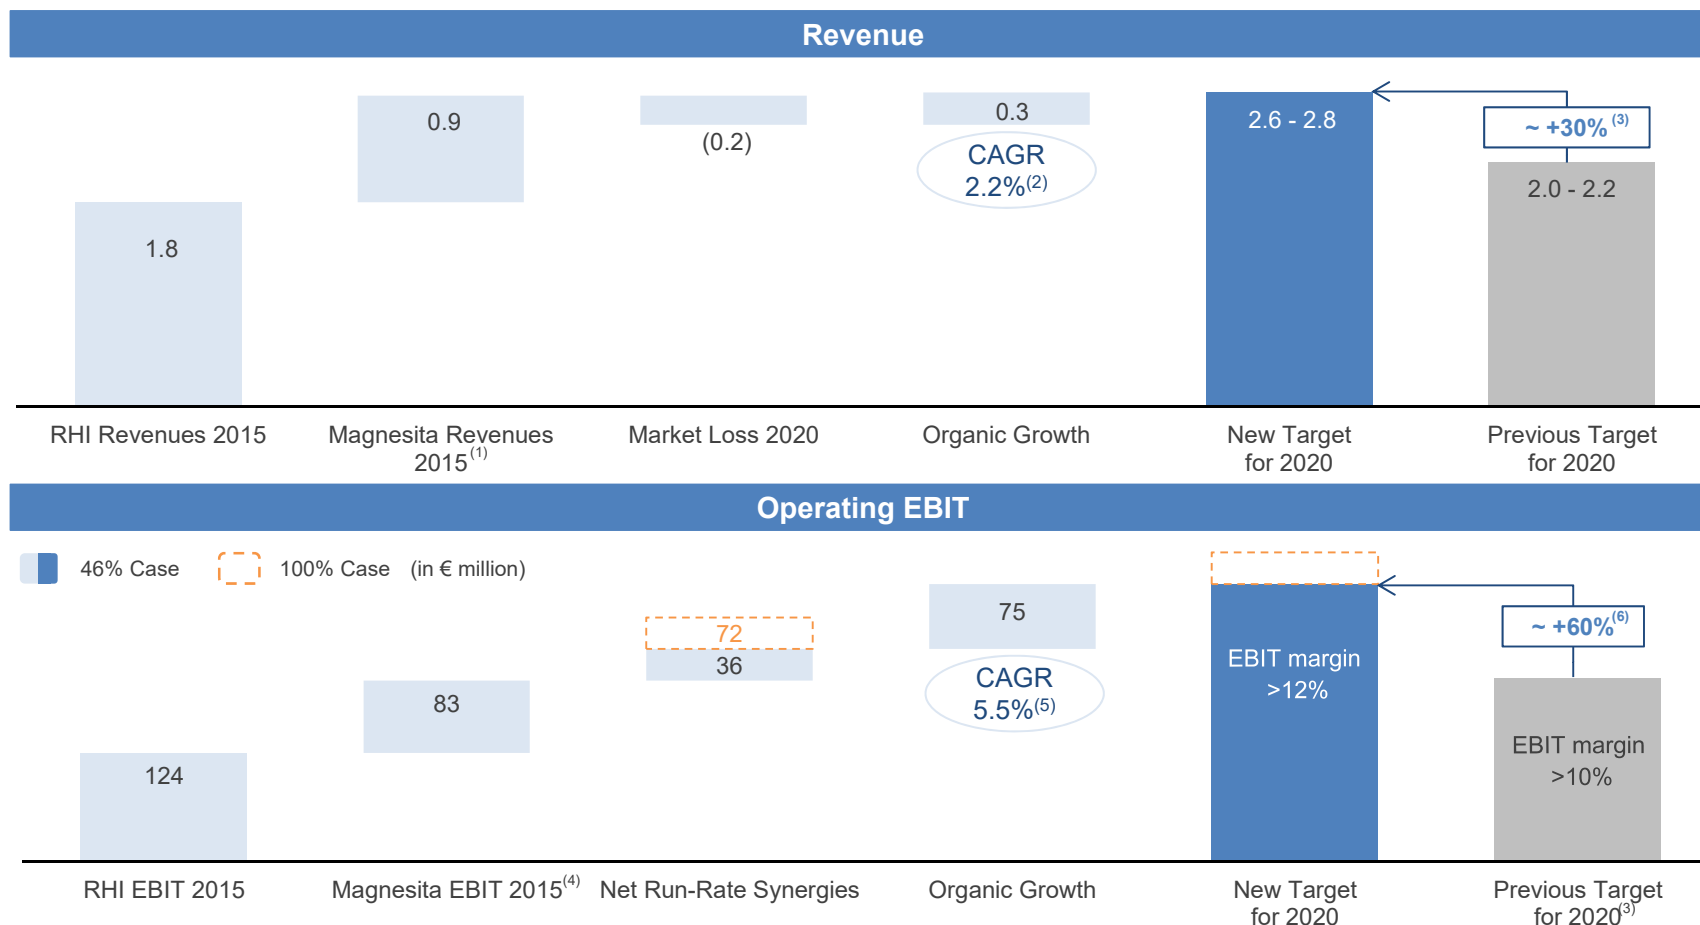 Revenue
1.8
0.9
(0.2)
0.3
CAGR
2.2%(2)
2.6 - 2.8
~ +30% (3)
2.0 - 2.2
RHI Revenues 2015
Magnesita Revenues
2015(1)
Market Loss 2020
Organic Growth
New Target
for 2020
Previous Target
for 2020
Operating EBIT
46% Case
100% Case
(in € million)
124
83
72
36
75
CAGR
5.5%(5)
EBIT margin
>12%
~ +60%(6)
EBIT margin
>10%
RHI EBIT 2015
Magnesita EBIT 2015(4)
Net Run-Rate Synergies
Organic Growth
New Target
for 2020
Previous Target
for 2020(3)